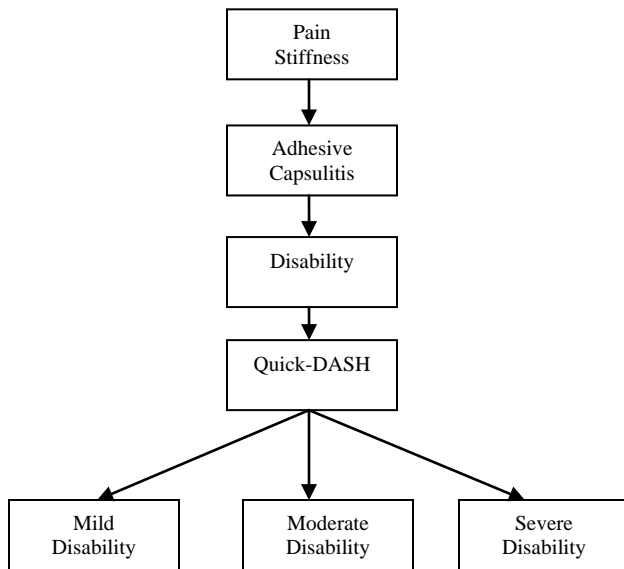 Pain
Stiffness
Adhesive
Capsulitis
Disability
Quick-DASH
Mild
Disability
Moderate
Disability
Severe
Disability